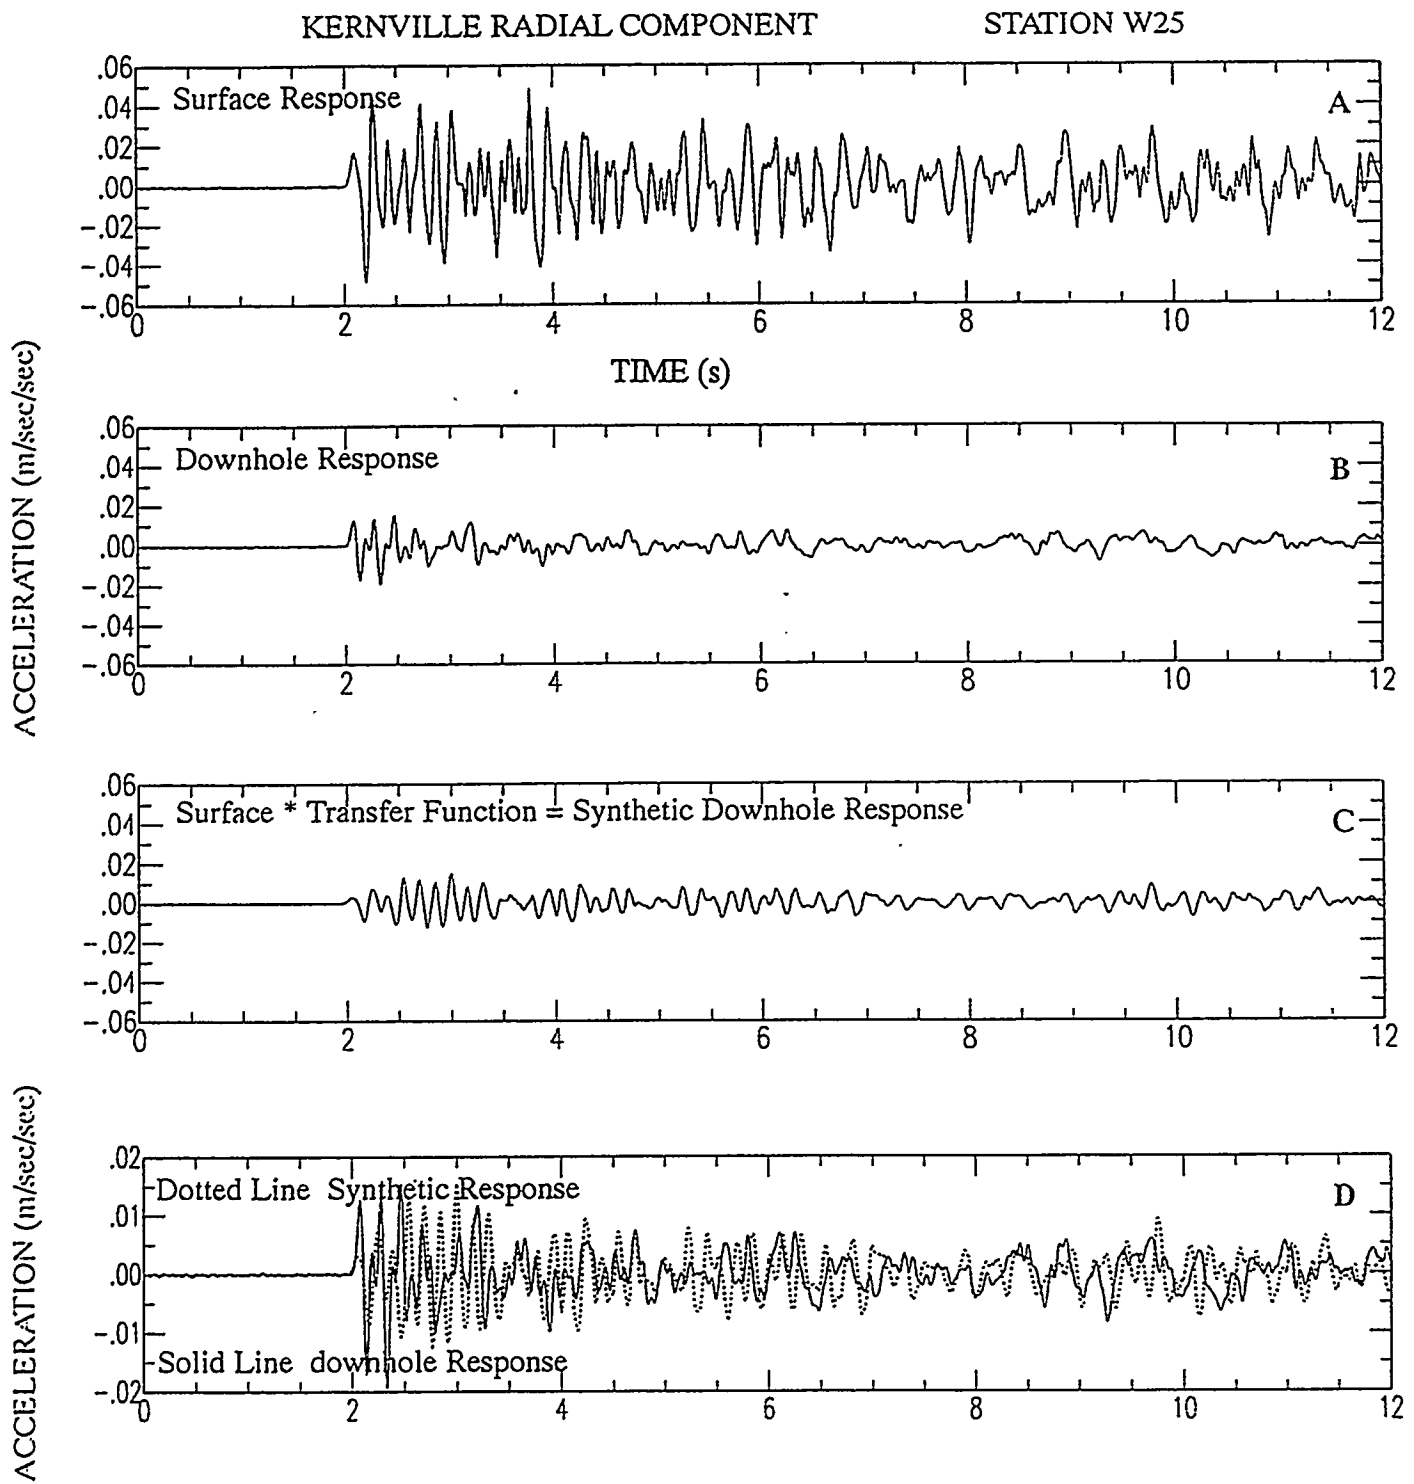 KERNVILLE RADIAL COMPONENT STATION W25
.06
Surface Response A
.04
.02
.00
-.02
-.04
-.06
0 2 4 6 8 10 12
TIME (s)
ACCELERATION (m/sec/sec)
.06
Downhole Response B
.04
.02
.00
-.02
-.04
-.06
0 2 4 6 8 10 12
.06
Surface * Transfer Function = Synthetic Downhole Response C
.04
.02
.00
-.02
-.04
-.06
0 2 4 6 8 10 12
ACCELERATION (m/sec/sec)
.02
Dotted Line Synthetic Response D
.01
.00
-.01
Solid Line downhole Response
-.02
0 2 4 6 8 10 12